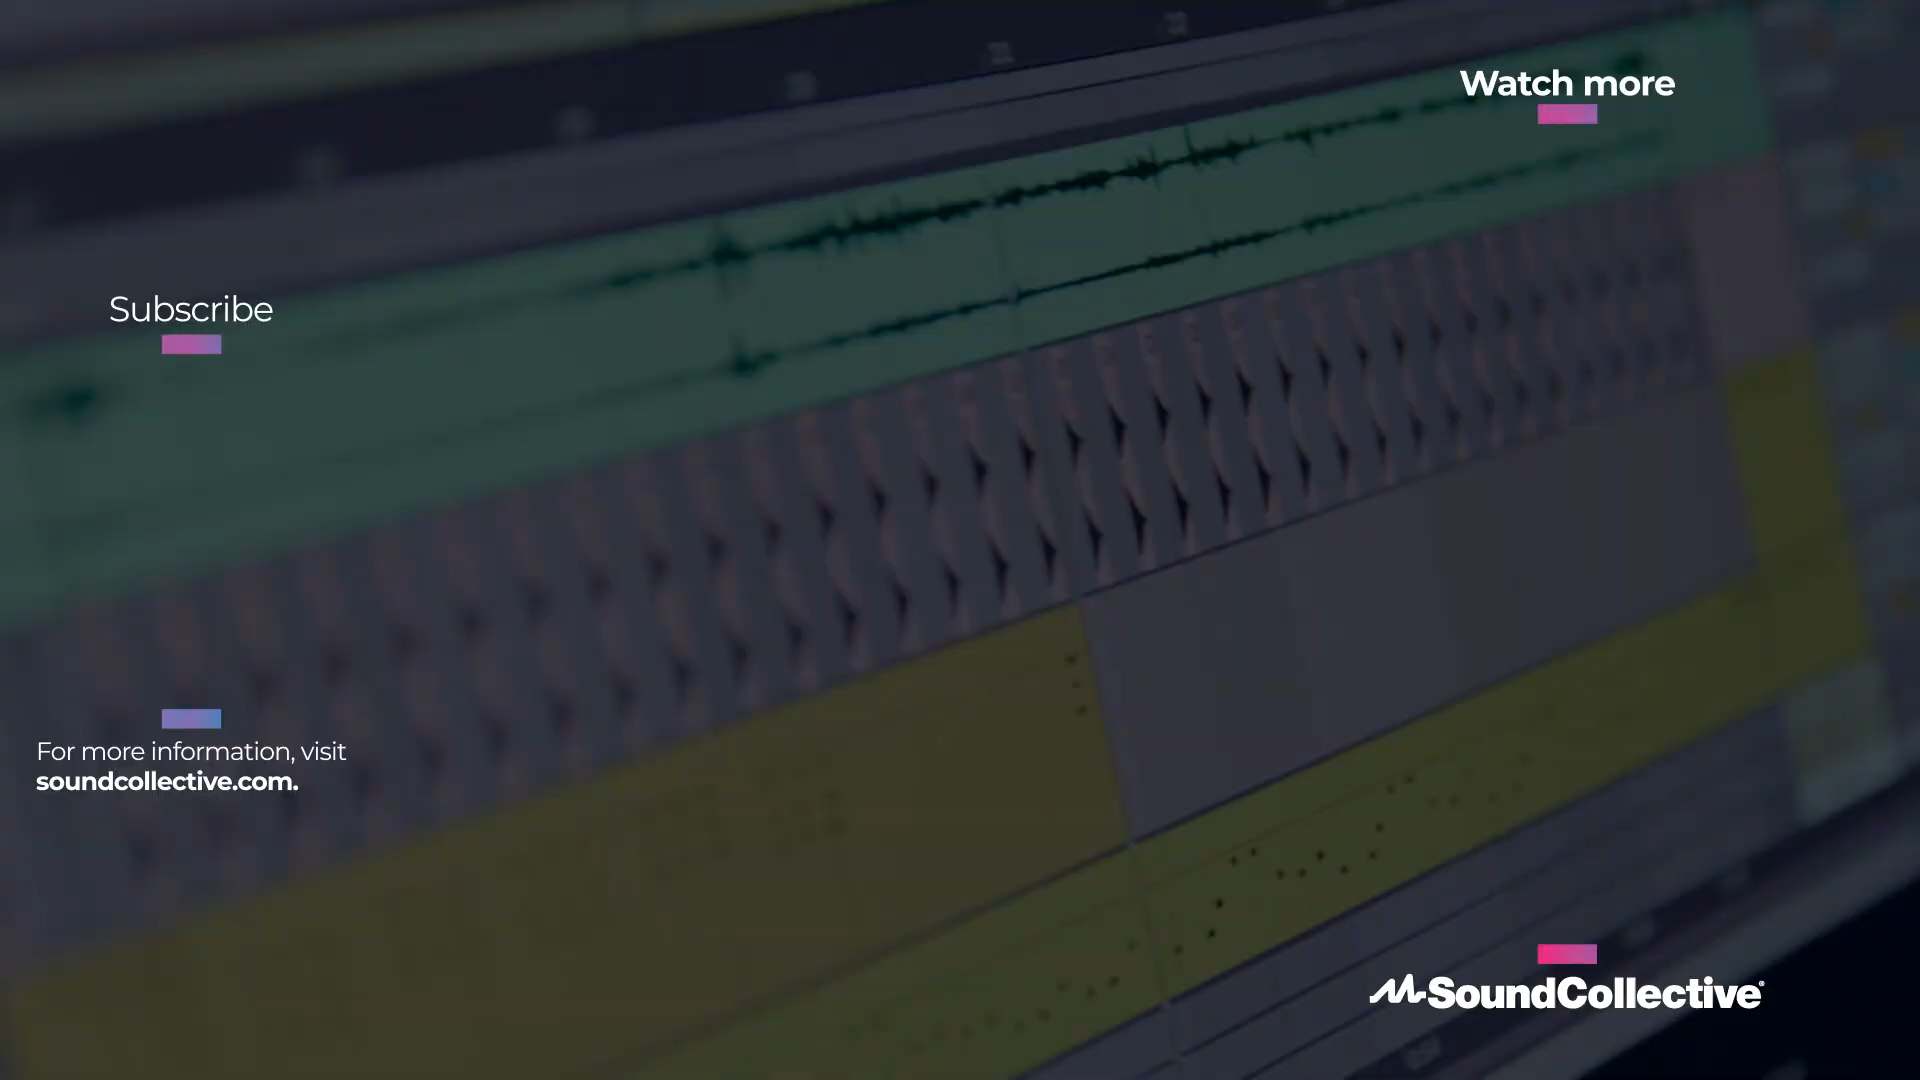 Watch more
Subscribe
For more information, visit
soundcollective.com.
SoundCollective